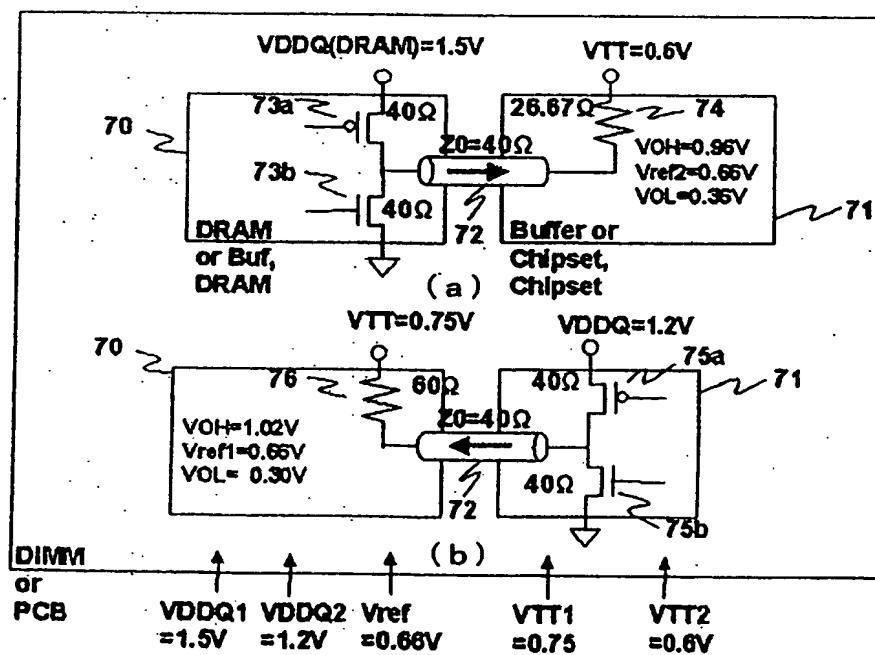 VDDQ(DRAM)=1.5V
VTT=0.6V
70
73a
40Ω
26.67Ω
74
Z0=40Ω
VOH=0.96V
Vref2=0.66V
VOL=0.36V
73b
40Ω
72
71
DRAM
or Buf,
DRAM
Buffer or
Chipset,
Chipset
(a)
VTT=0.75V
VDDQ=1.2V
70
76
60Ω
40Ω
75a
71
Z0=40Ω
VOH=1.02V
Vref1=0.66V
VOL= 0.30V
40Ω
72
75b
(b)
DIMM
or
PCB
VDDQ1
=1.5V
VDDQ2
=1.2V
Vref
=0.66V
VTT1
=0.75
VTT2
=0.6V